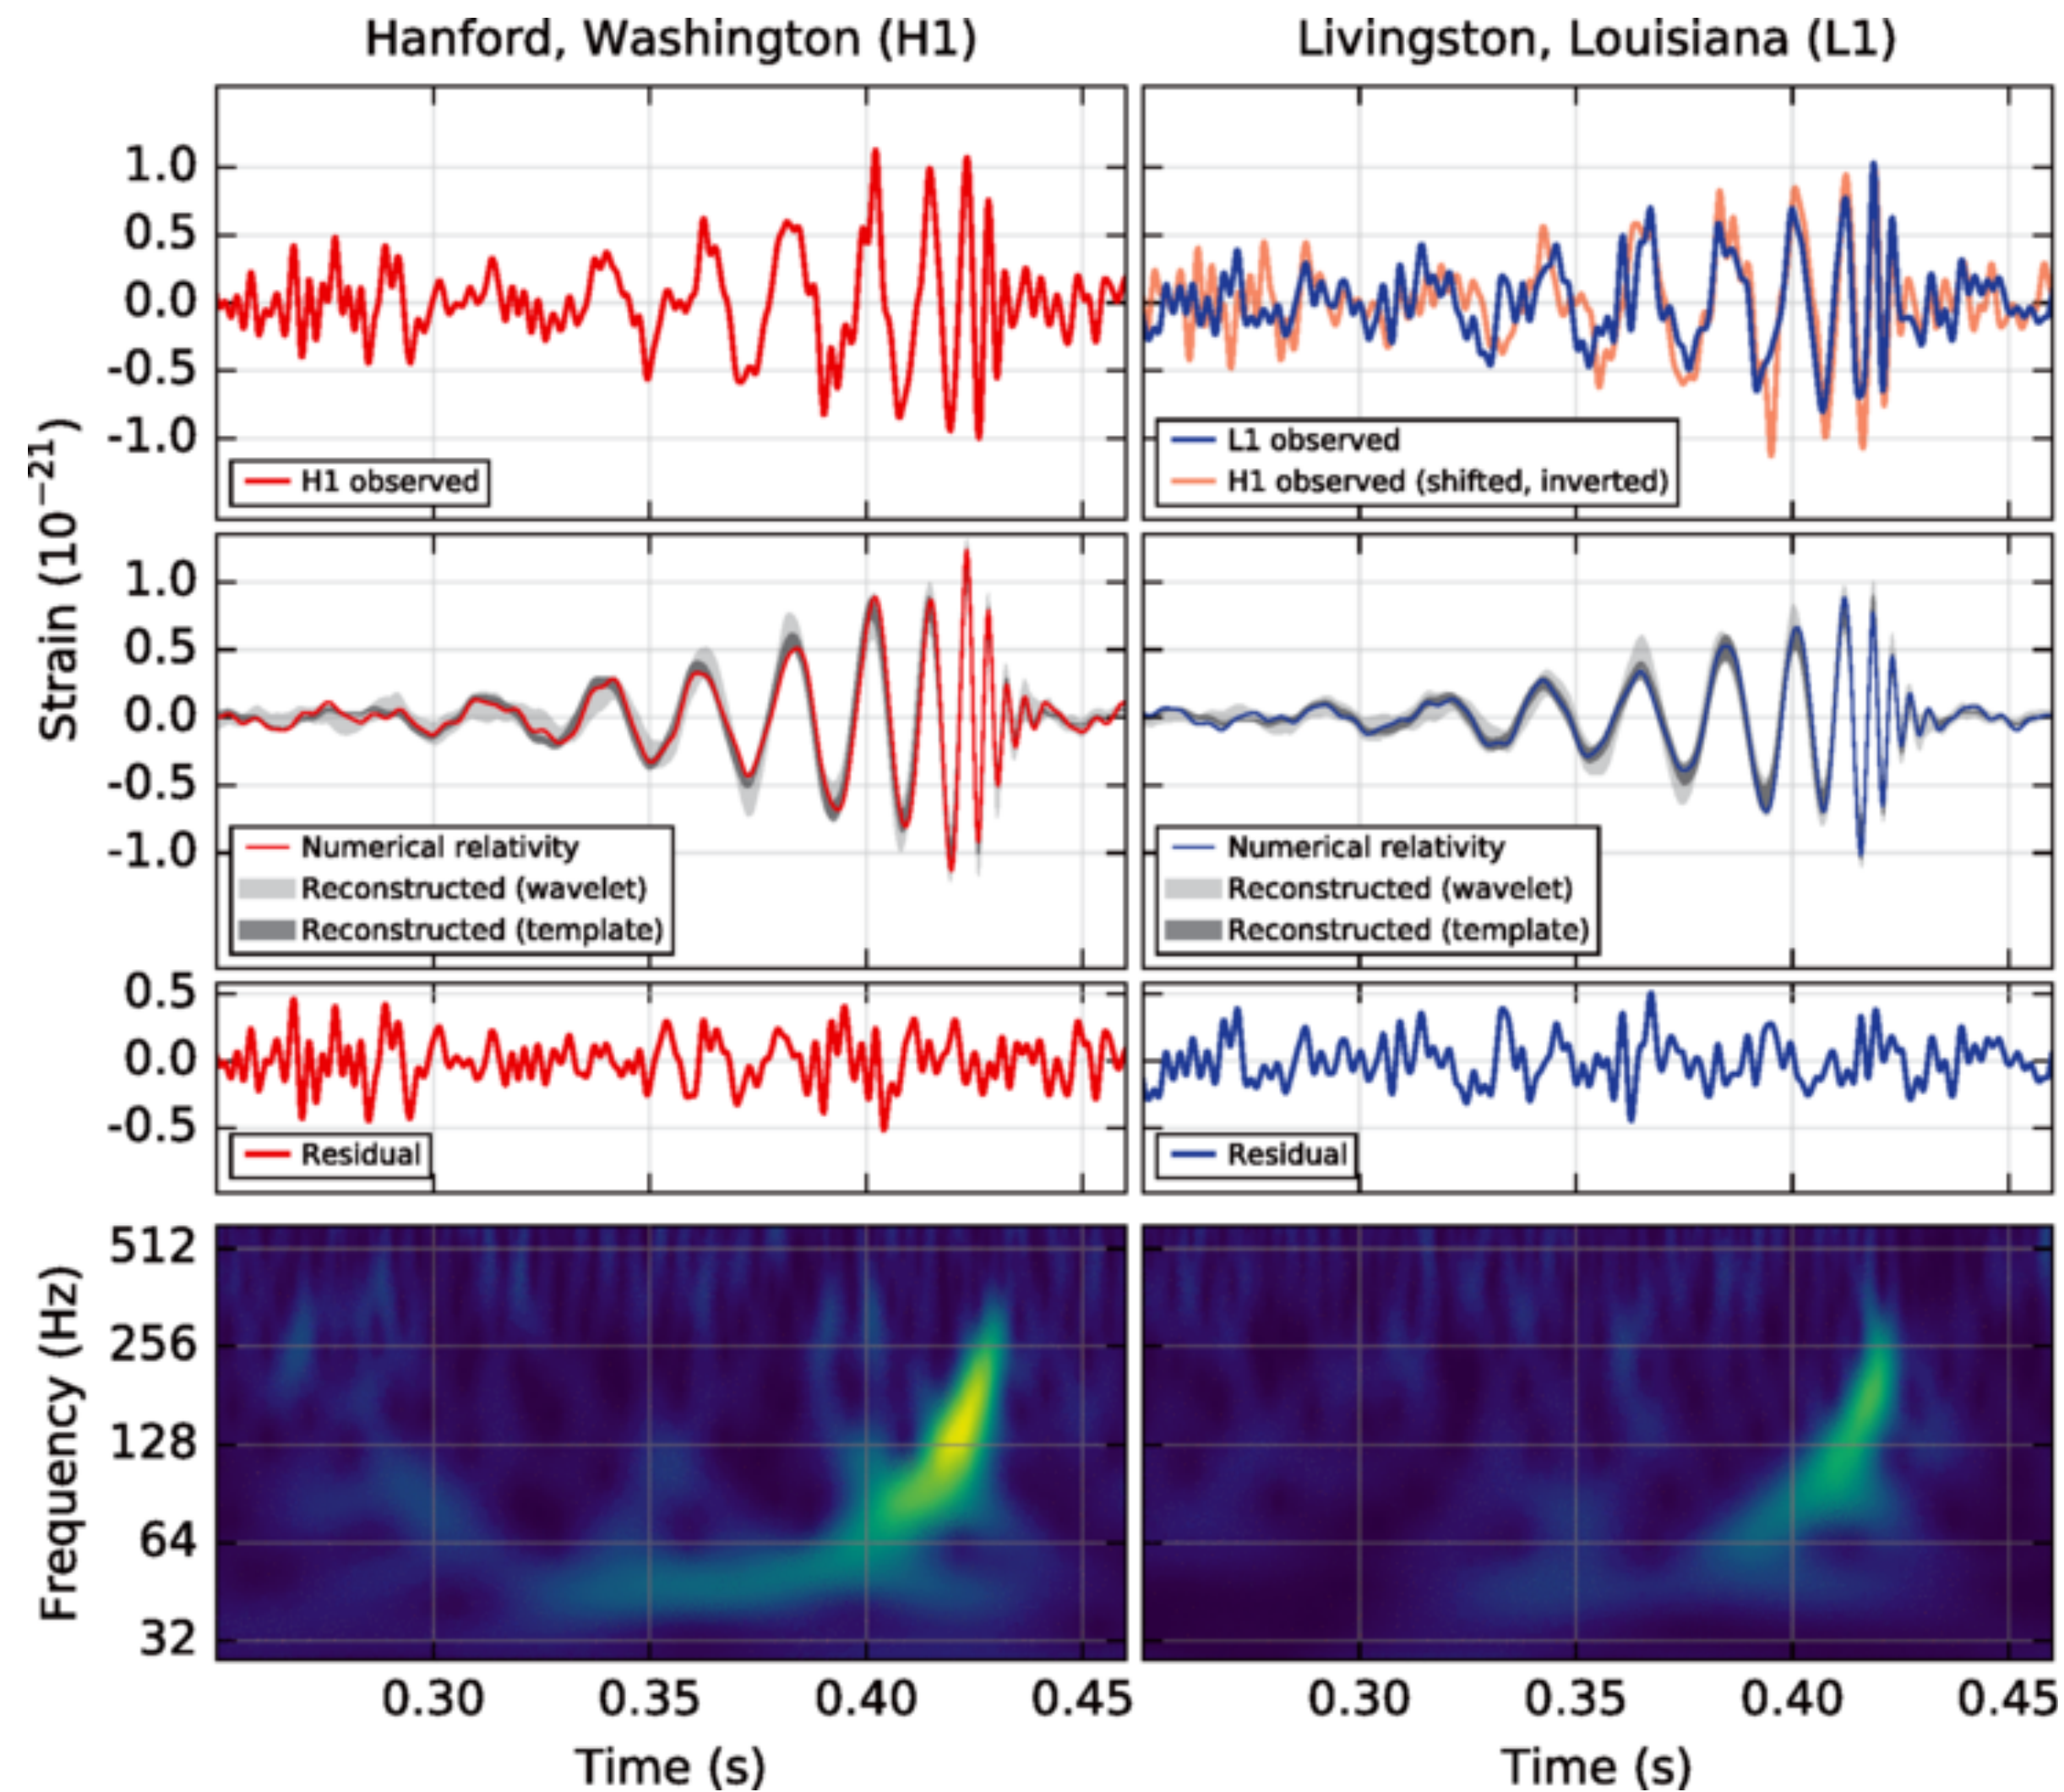 Hanford, Washington (H1)
Livingston, Louisiana (L1)
Strain (10⁻²¹)
1.0
0.5
0.0
-0.5
-1.0
H1 observed
L1 observed
H1 observed (shifted, inverted)
1.0
0.5
0.0
-0.5
-1.0
Numerical relativity
Reconstructed (wavelet)
Reconstructed (template)
Numerical relativity
Reconstructed (wavelet)
Reconstructed (template)
0.5
0.0
-0.5
Residual
Residual
Frequency (Hz)
512
256
128
64
32
0.30 0.35 0.40 0.45
0.30 0.35 0.40 0.45
Time (s)
Time (s)